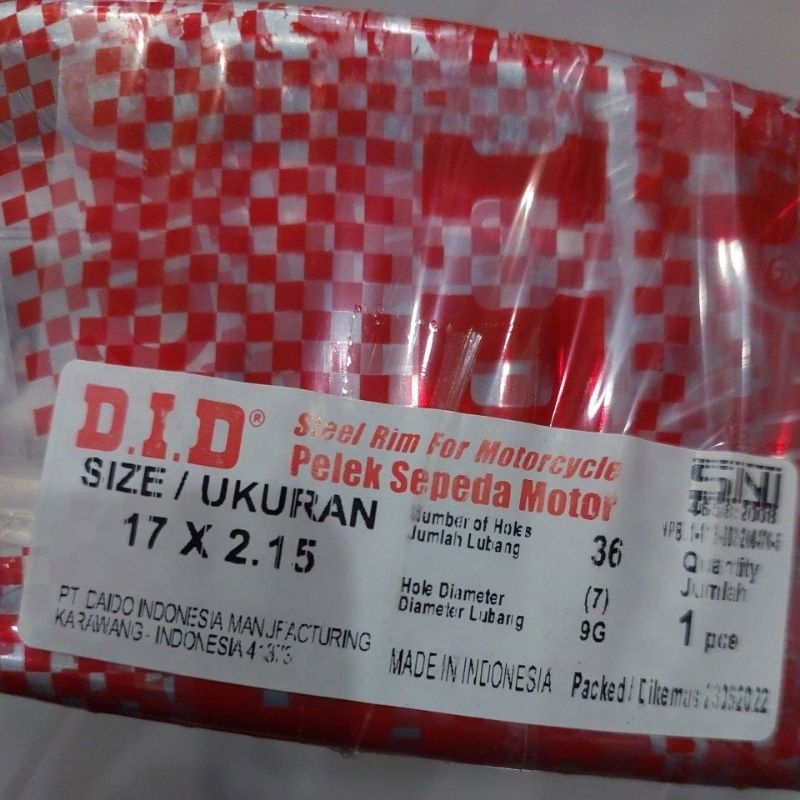 D.I.D®
Steel Rim For Motorcycle
Pelek Sepeda Motor
SIZE / UKURAN
17 X 2.15
Number of Holes
Jumlah Lubang
36
Hole Diameter
Diameter Lubang
(7)
9G
SNI
Quantity
Jumlah
1 pce
PT. DAIDO INDONESIA MANUFACTURING
KARAWANG - INDONESIA
MADE IN INDONESIA
Packed / Dikemas